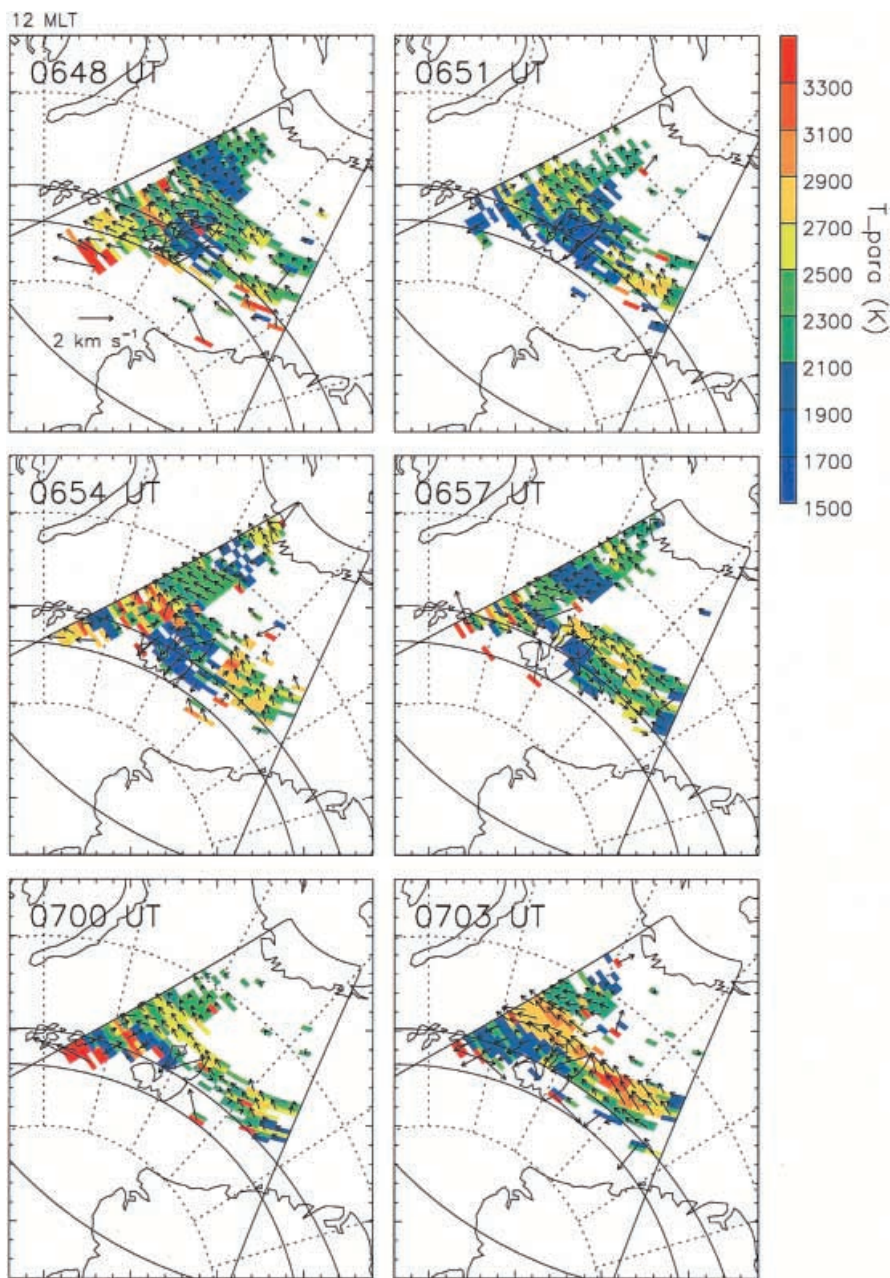 12 MLT
0648 UT
0651 UT
2 km s⁻¹
3300
3100
2900
2700
2500
2300
2100
1900
1700
1500
T_para (K)
0654 UT
0657 UT
0700 UT
0703 UT